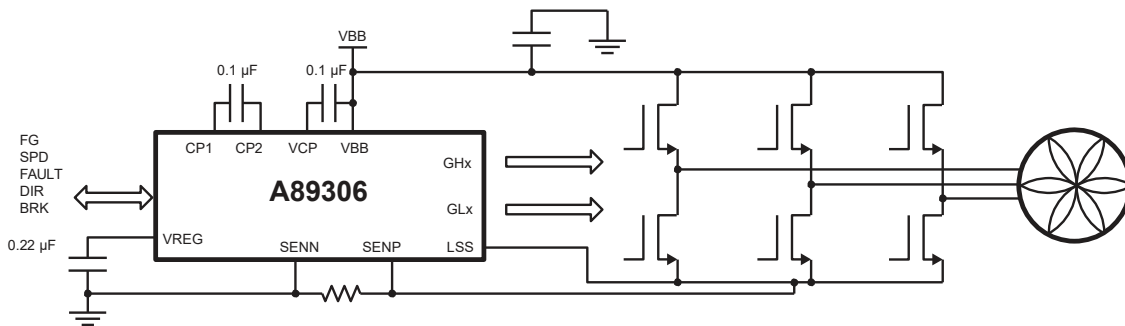 VBB
0.1 µF
0.1 µF
FG
SPD
FAULT
DIR
BRK
CP1
CP2
VCP
VBB
GHx
A89306
GLx
0.22 µF
VREG
SENN
SENP
LSS